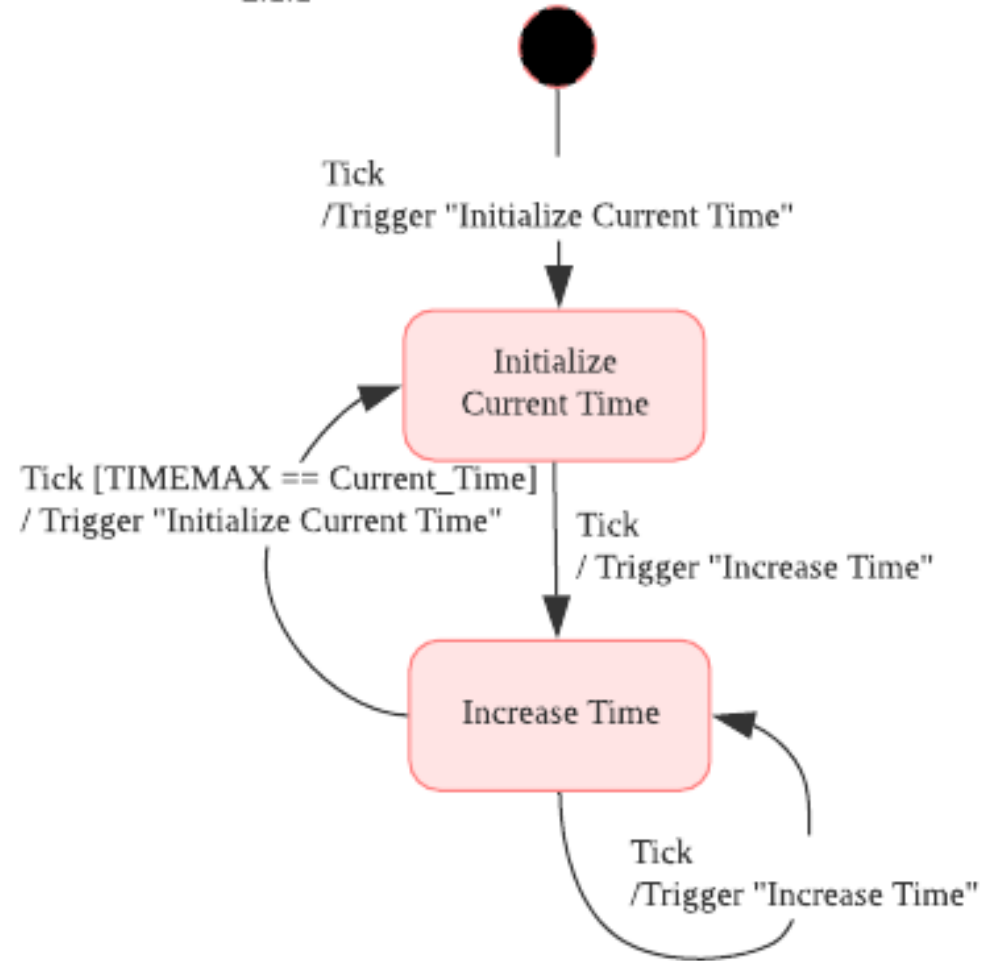 Tick
/Trigger "Initialize Current Time"
Initialize
Current Time
Tick [TIMEMAX == Current_Time]
/ Trigger "Initialize Current Time"
Tick
/ Trigger "Increase Time"
Increase Time
Tick
/Trigger "Increase Time"